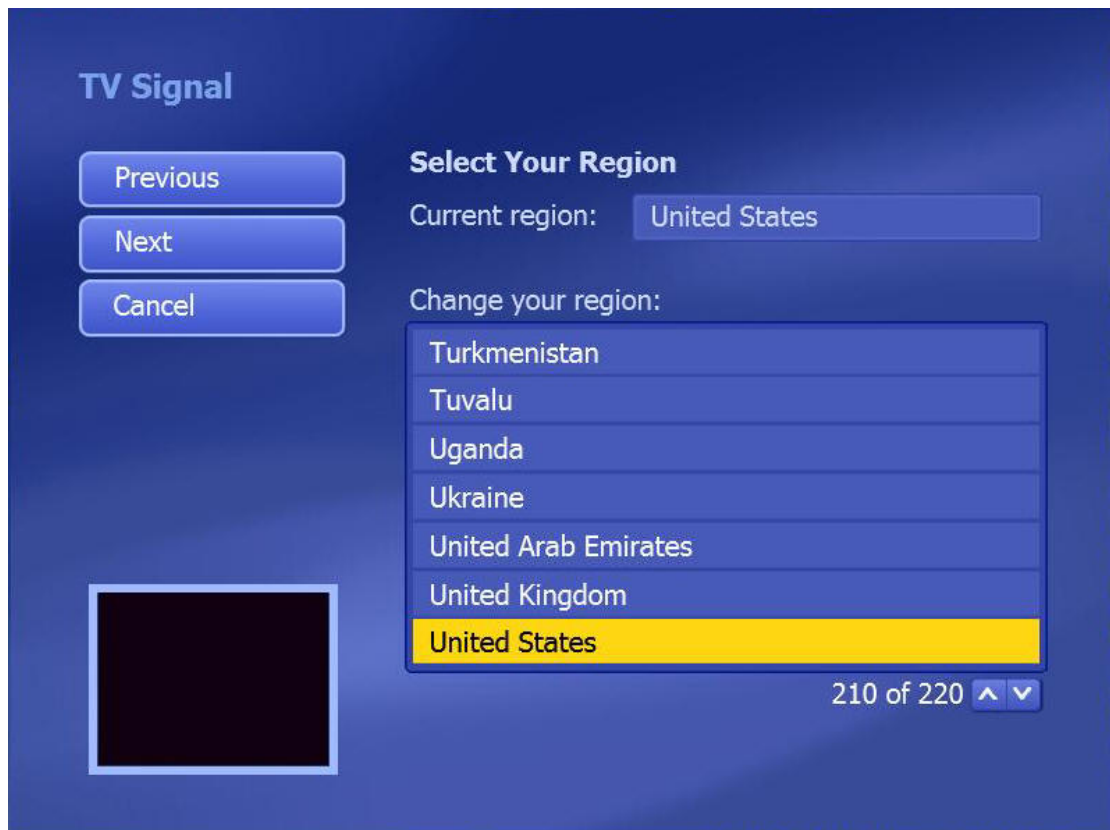 TV Signal
Previous
Next
Cancel
Select Your Region
Current region: United States
Change your region:
Turkmenistan
Tuvalu
Uganda
Ukraine
United Arab Emirates
United Kingdom
United States
210 of 220